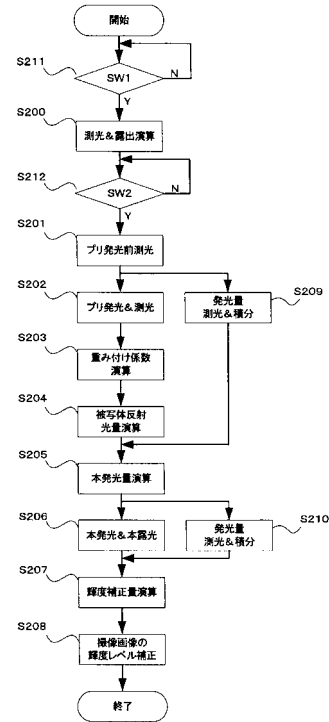 開始
S211
SW1
N
Y
S200
測光&露出演算
S212
SW2
N
Y
S201
プリ発光前測光
S202
プリ発光&測光
S209
発光量
測光&積分
S203
重み付け係数
演算
S204
被写体反射
光量演算
S205
本発光量演算
S206
本発光&本露光
S210
発光量
測光&積分
S207
輝度補正量演算
S208
撮像画像の
輝度レベル補正
終了